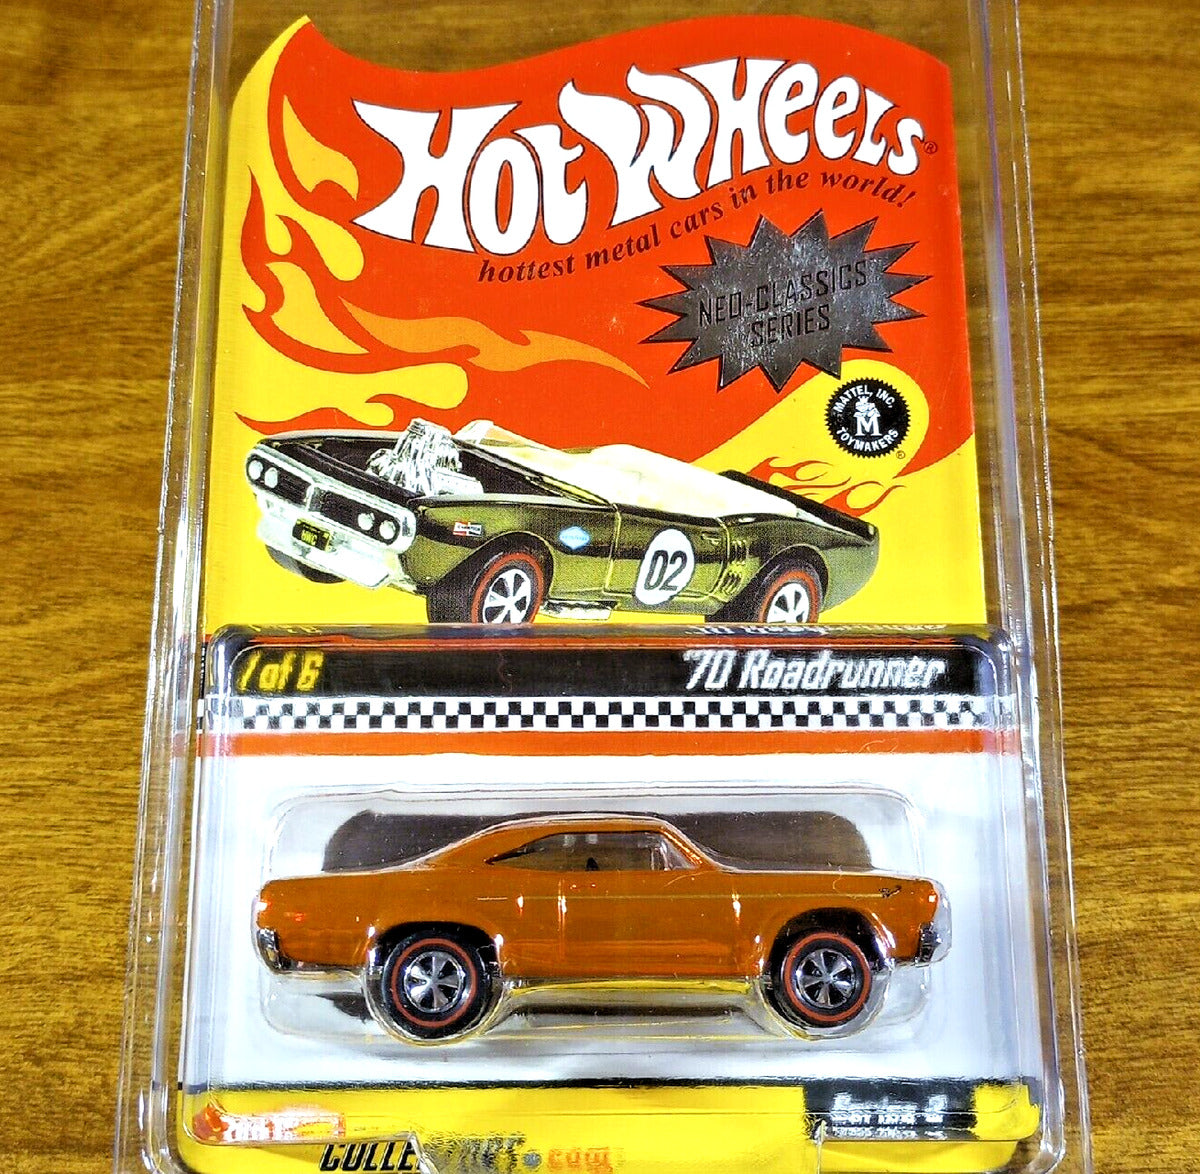 HOT WHEELS®
hottest metal cars in the world!
NEO-CLASSICS
SERIES
MATTEL, INC.
M
TOYMAKERS
®
02
1 of 6
'70 Roadrunner